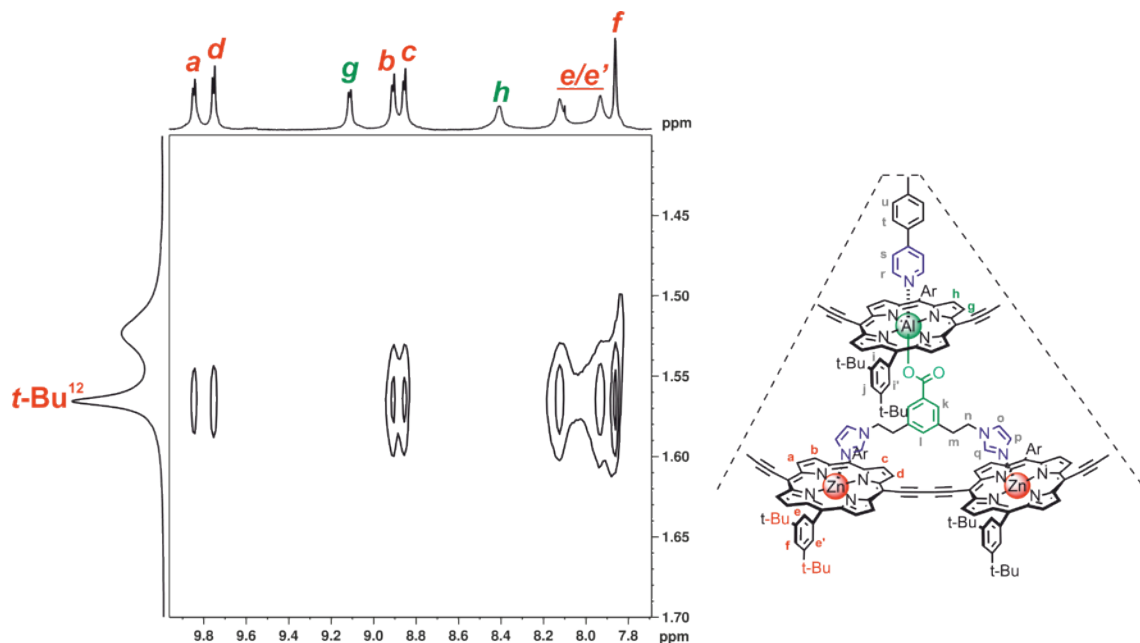 a d g b c h e/e' f
ppm
1.45
1.50
1.55
1.60
1.65
1.70
t-Bu12
9.8 9.6 9.4 9.2 9.0 8.8 8.6 8.4 8.2 8.0 7.8 ppm
u
t
s
r
N
Ar h
g
N N
Al
N N
t-Bu i
O O
j i'
t-Bu k
n N o
N m p
l q
N Ar N Ar
a b c d
N N N N
Zn Zn
N N N N
t-Bu e t-Bu
f e'
t-Bu t-Bu